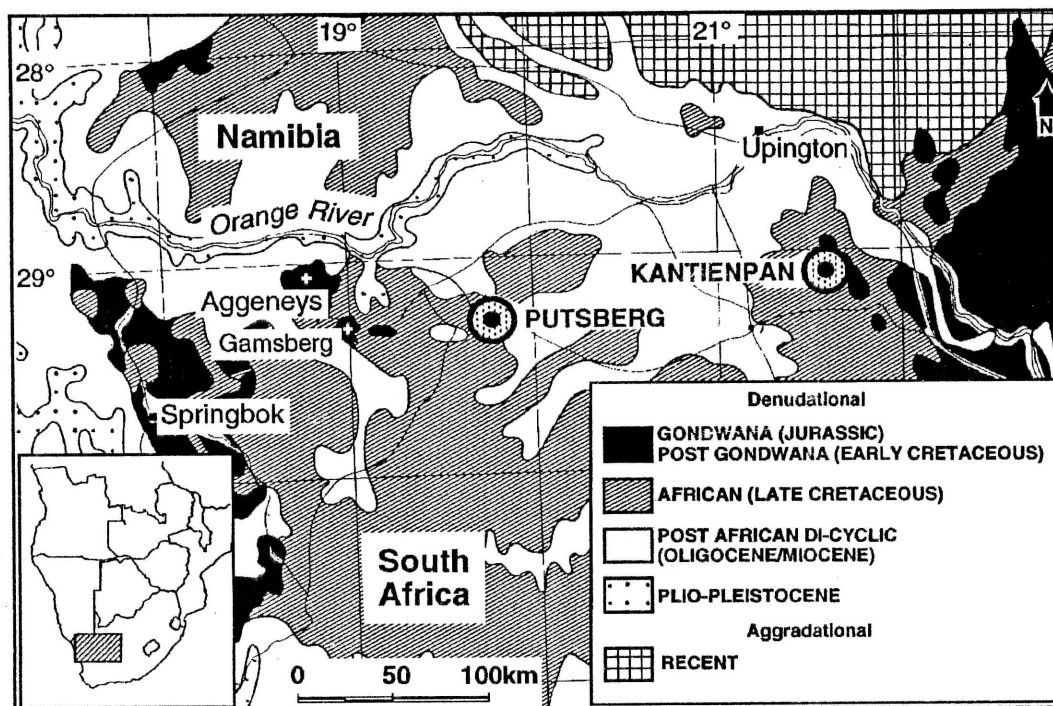 19°
21°
28°
N
Namibia
Upington
Orange River
29°
KANTIENPAN
Aggeneys
PUTSBERG
Gamsberg
Springbok
South
Africa
0 50 100km
Denudational
GONDWANA (JURASSIC)
POST GONDWANA (EARLY CRETACEOUS)
AFRICAN (LATE CRETACEOUS)
POST AFRICAN DI-CYCLIC
(OLIGOCENE/MIOCENE)
PLIO-PLEISTOCENE
Aggradational
RECENT